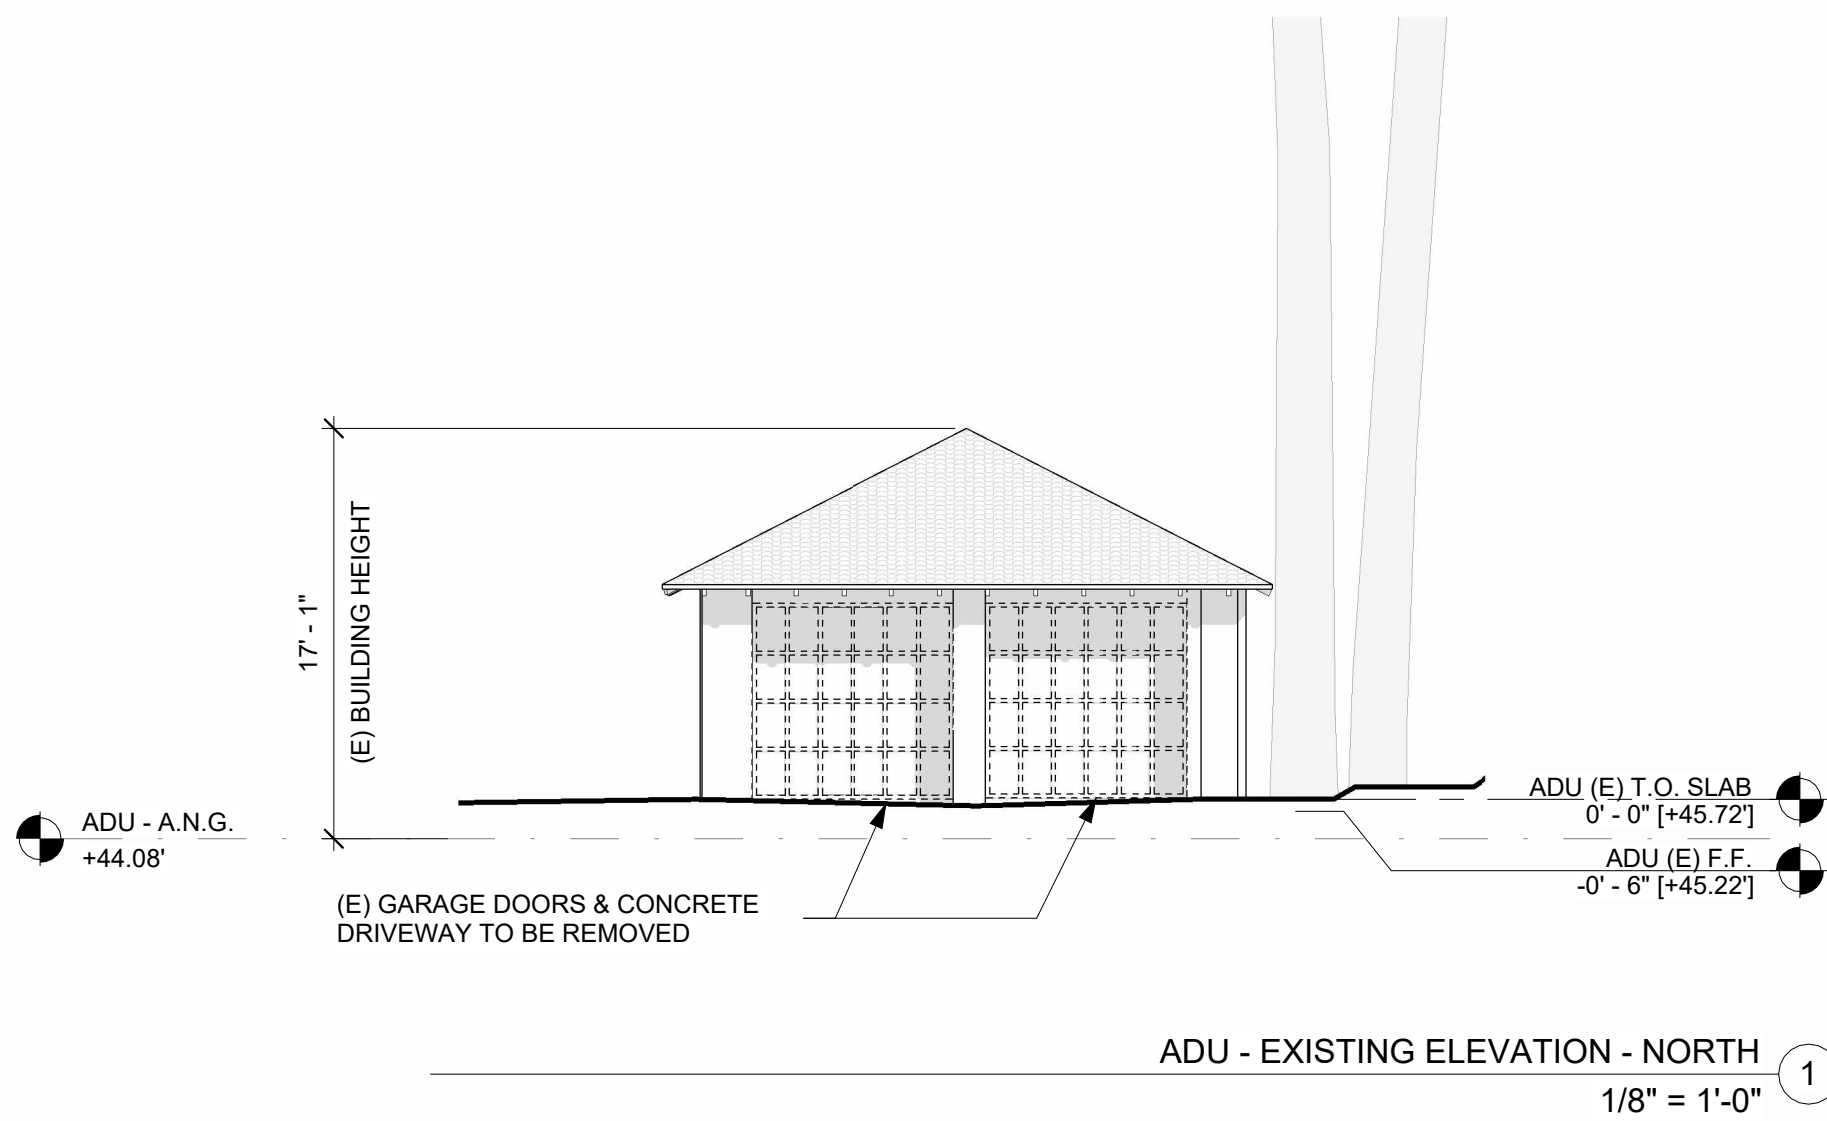 17' - 1"
(E) BUILDING HEIGHT
ADU - A.N.G.
+44.08'
ADU (E) T.O. SLAB
0' - 0" [+45.72']
ADU (E) F.F.
-0' - 6" [+45.22']
(E) GARAGE DOORS & CONCRETE
DRIVEWAY TO BE REMOVED
ADU - EXISTING ELEVATION - NORTH
1
1/8" = 1'-0"